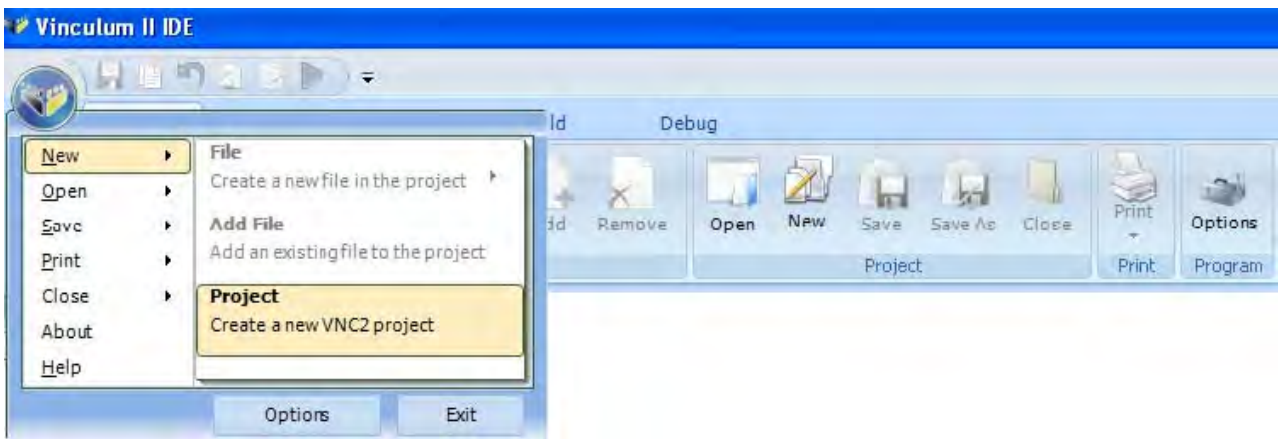 Vinculum II IDE
ld Debug
New
Open
Save
Print
Close
About
Help
File
Create a new file in the project
Add File
Add an existing file to the project
Project
Create a new VNC2 project
Options Exit
dd Remove
Open New Save Save As Close
Project
Print
Print
Options
Program